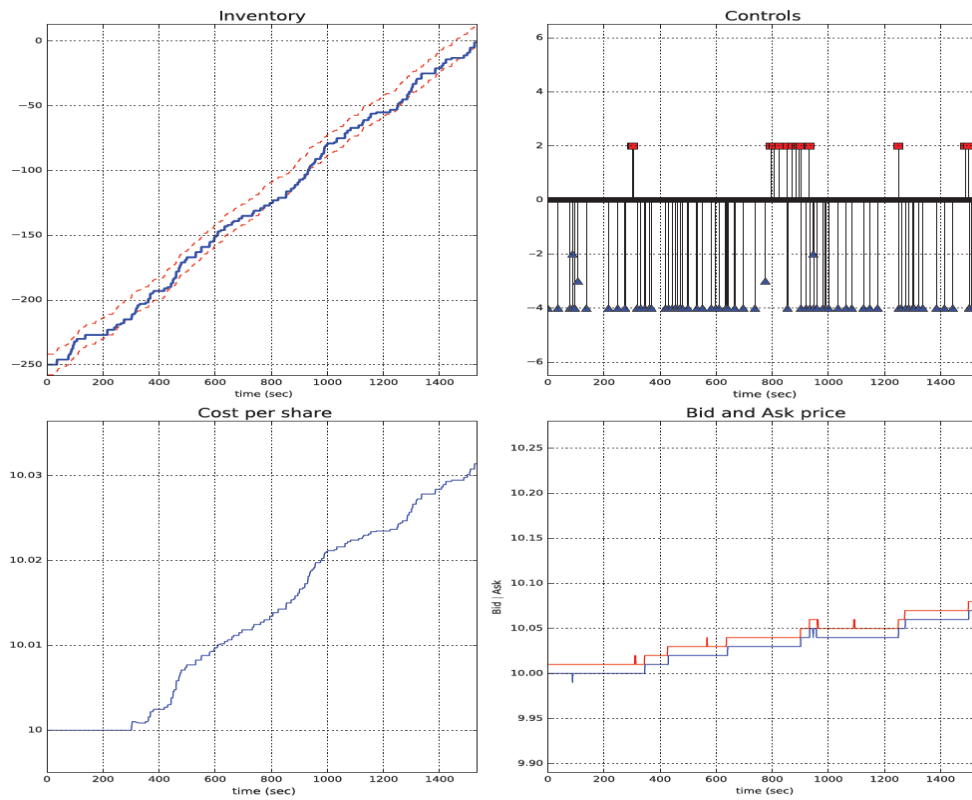 Inventory
0
−50
−100
−150
−200
−250
0 200 400 600 800 1000 1200 1400
time (sec)
Controls
6
4
2
0
−2
−4
−6
0 200 400 600 800 1000 1200 1400
time (sec)
Cost per share
10.03
10.02
10.01
10
0 200 400 600 800 1000 1200 1400
time (sec)
Bid and Ask price
Bid | Ask
10.25
10.20
10.15
10.10
10.05
10.00
9.95
9.90
0 200 400 600 800 1000 1200 1400
time (sec)